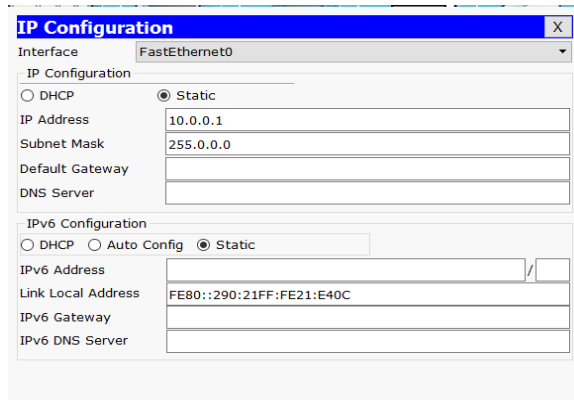 IP Configuration X
Interface FastEthernet0
IP Configuration
DHCP Static
IP Address 10.0.0.1
Subnet Mask 255.0.0.0
Default Gateway
DNS Server
IPv6 Configuration
DHCP Auto Config Static
IPv6 Address /
Link Local Address FE80::290:21FF:FE21:E40C
IPv6 Gateway
IPv6 DNS Server